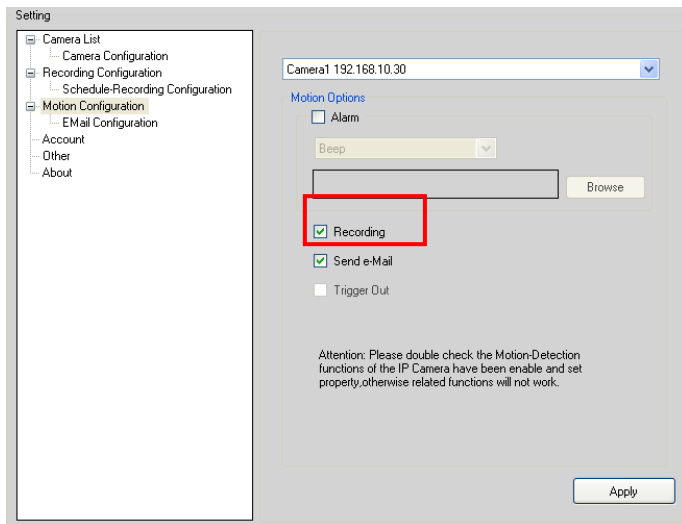 Setting
Camera List
Camera Configuration
Recording Configuration
Schedule-Recording Configuration
Motion Configuration
EMail Configuration
Account
Other
About
Camera1 192.168.10.30
Motion Options
Alarm
Beep
Browse
Recording
Send e-Mail
Trigger Out
Attention: Please double check the Motion-Detection
functions of the IP Camera have been enable and set
property,otherwise related functions will not work.
Apply